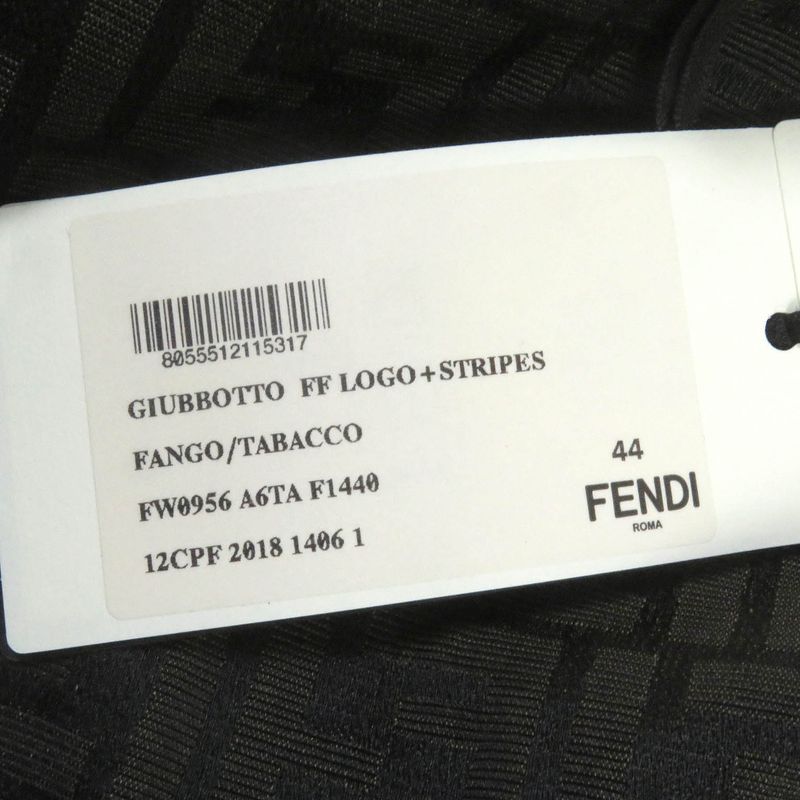 8055512115317
GIUBBOTTO FF LOGO+STRIPES
FANGO/TABACCO
FW0956 A6TA F1440
12CPF 2018 1406 1
44
FENDI
ROMA